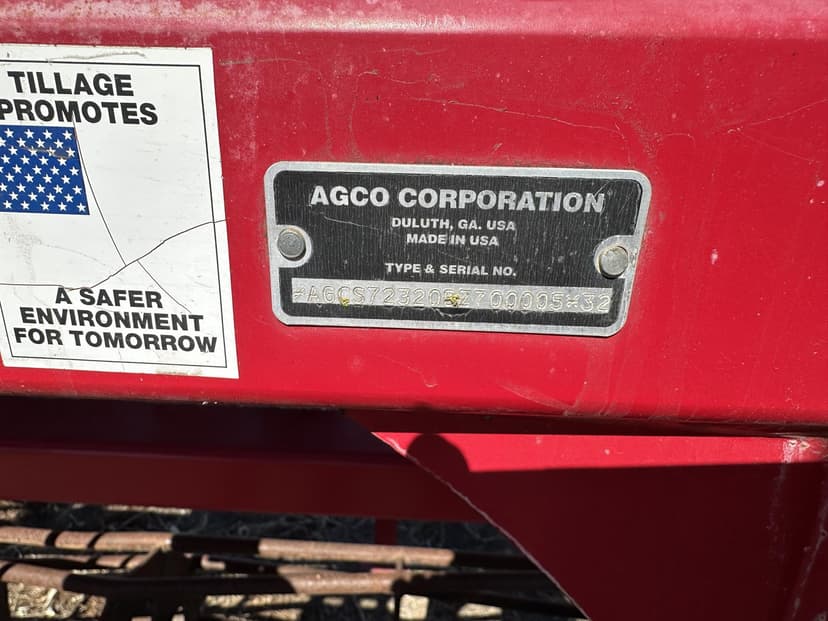 TILLAGE
PROMOTES
A SAFER
ENVIRONMENT
FOR TOMORROW
AGCO CORPORATION
DULUTH, GA. USA
MADE IN USA
TYPE & SERIAL NO.